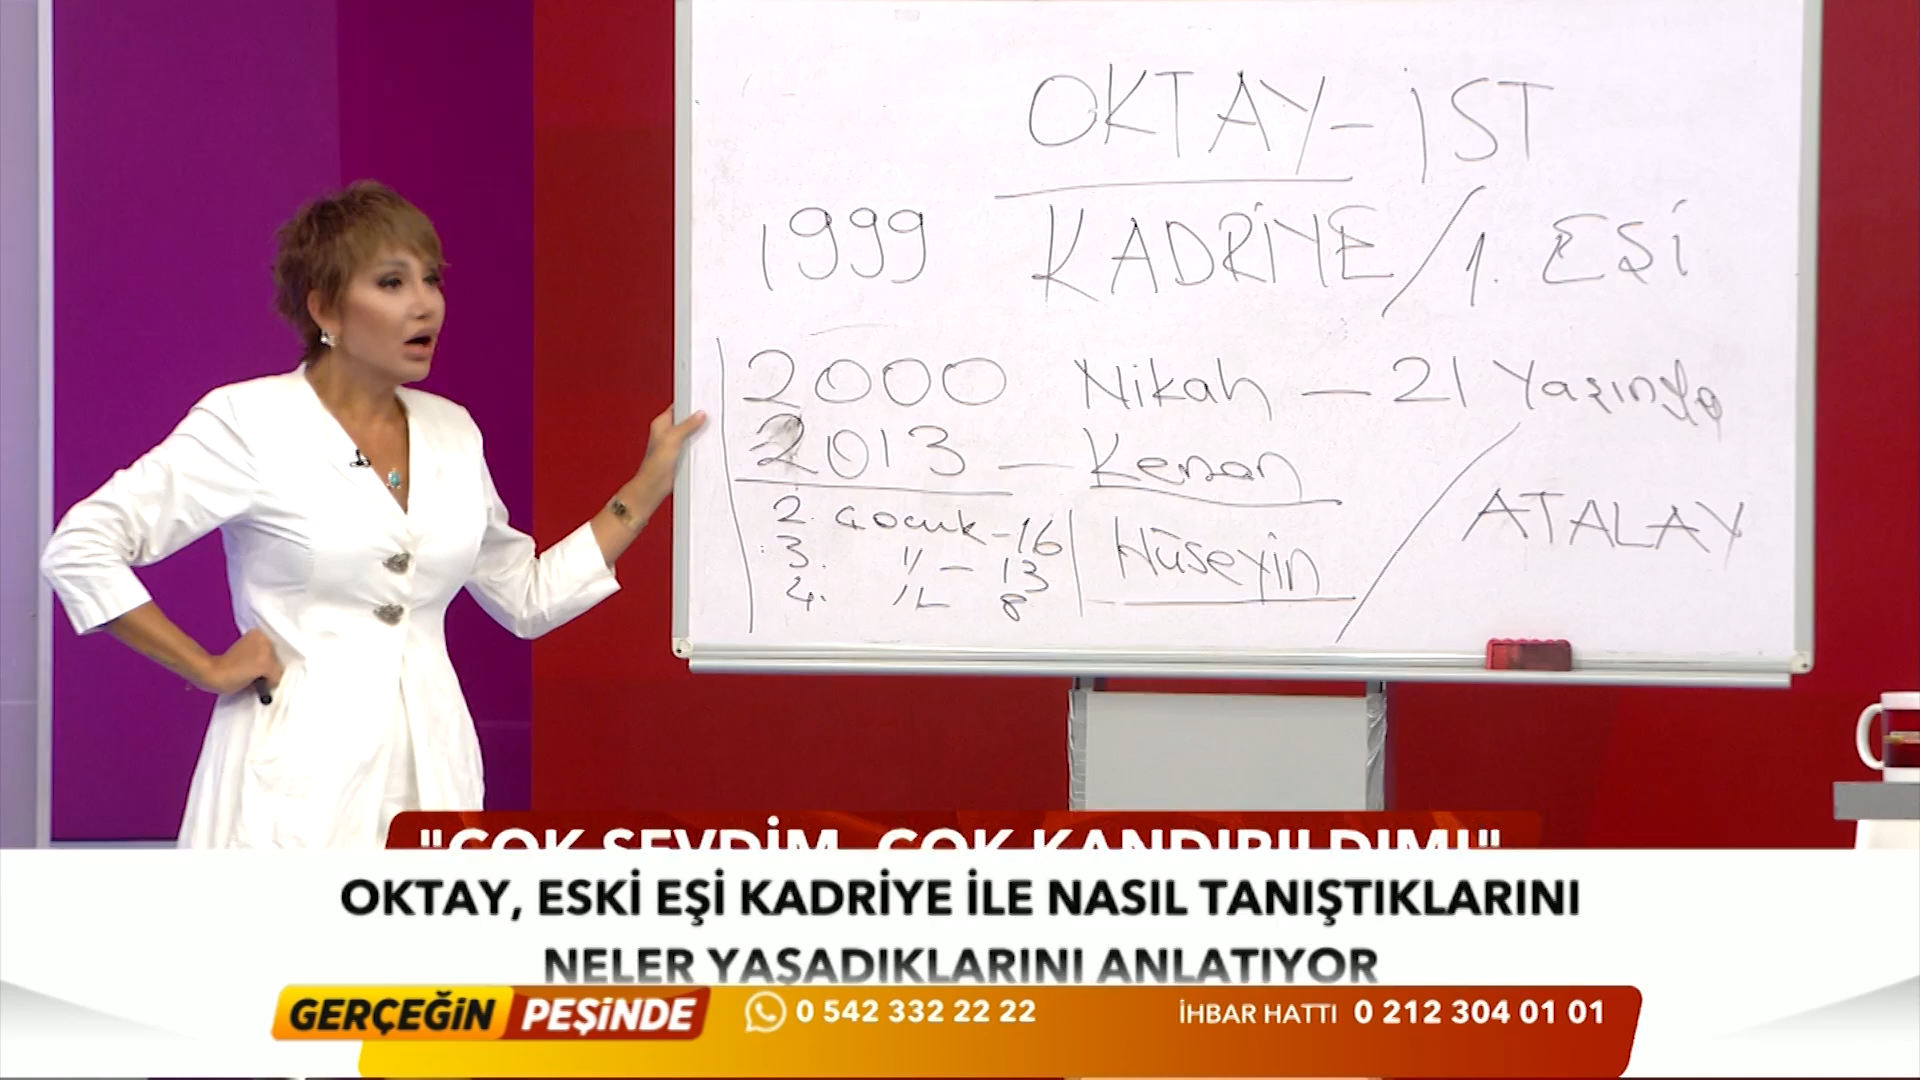 OKTAY - İST
1999 KADRİYE / 1. EŞİ
2000 Nikah - 21 Yaşında
2013 - Kenan
2. çocuk - 16
3. " - 13
4. " - 8
Hüseyin
ATALAY
"ÇOK SEVDİM, ÇOK KANDIRILDIM!"
OKTAY, ESKİ EŞİ KADRİYE İLE NASIL TANIŞTIKLARINI
NELER YAŞADIKLARINI ANLATIYOR
GERÇEĞİN PEŞİNDE 0 542 332 22 22 İHBAR HATTI 0 212 304 01 01